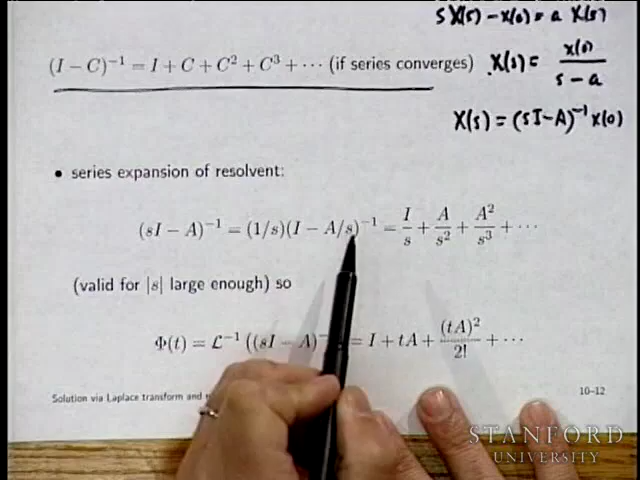 sX(s) - x(0) = a X(s)
(I − C)⁻¹ = I + C + C² + C³ + ⋯ (if series converges)
X(s) = x(0) / (s − a)
X(s) = (sI−A)⁻¹x(0)
• series expansion of resolvent:
(sI − A)⁻¹ = (1/s)(I − A/s)⁻¹ = I/s + A/s² + A²/s³ + ⋯
(valid for |s| large enough) so
Φ(t) = ℒ⁻¹ ((sI − A)⁻ = I + tA + (tA)²/2! + ⋯
Solution via Laplace transform and
10–12
STANFORD
UNIVERSITY